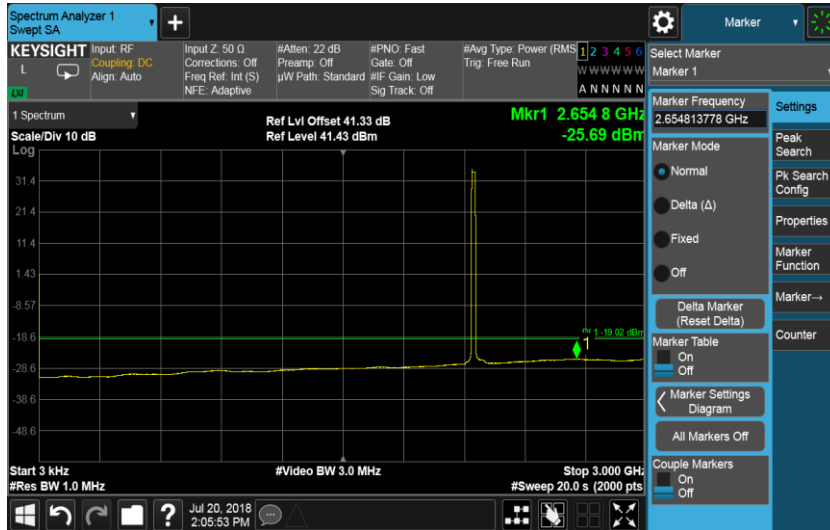 Spectrum Analyzer 1
Swept SA
+
Marker
KEYSIGHT
L
Input: RF
Coupling: DC
Align: Auto
Input Z: 50 Ω
Corrections: Off
Freq Ref: Int (S)
NFE: Adaptive
#Atten: 22 dB
Preamp: Off
µW Path: Standard
#PNO: Fast
Gate: Off
#IF Gain: Low
Sig Track: Off
#Avg Type: Power (RMS
Trig: Free Run
1 2 3 4 5 6
W W W W W W
A N N N N N
Select Marker
Marker 1
1 Spectrum
Scale/Div 10 dB
Log
Ref Lvl Offset 41.33 dB
Ref Level 41.43 dBm
Mkr1 2.654 8 GHz
-25.69 dBm
31.4
21.4
11.4
1.43
-8.57
-18.6
-28.6
-38.6
-48.6
1 -19.02 dBm
1
Start 3 kHz
#Res BW 1.0 MHz
#Video BW 3.0 MHz
Stop 3.000 GHz
#Sweep 20.0 s (2000 pts
Marker Frequency
2.654813778 GHz
Marker Mode
Normal
Delta (Δ)
Fixed
Off
Delta Marker
(Reset Delta)
Marker Table
On
Off
Marker Settings
Diagram
All Markers Off
Couple Markers
On
Off
Settings
Peak
Search
Pk Search
Config
Properties
Marker
Function
Marker→
Counter
?
Jul 20, 2018
2:05:53 PM